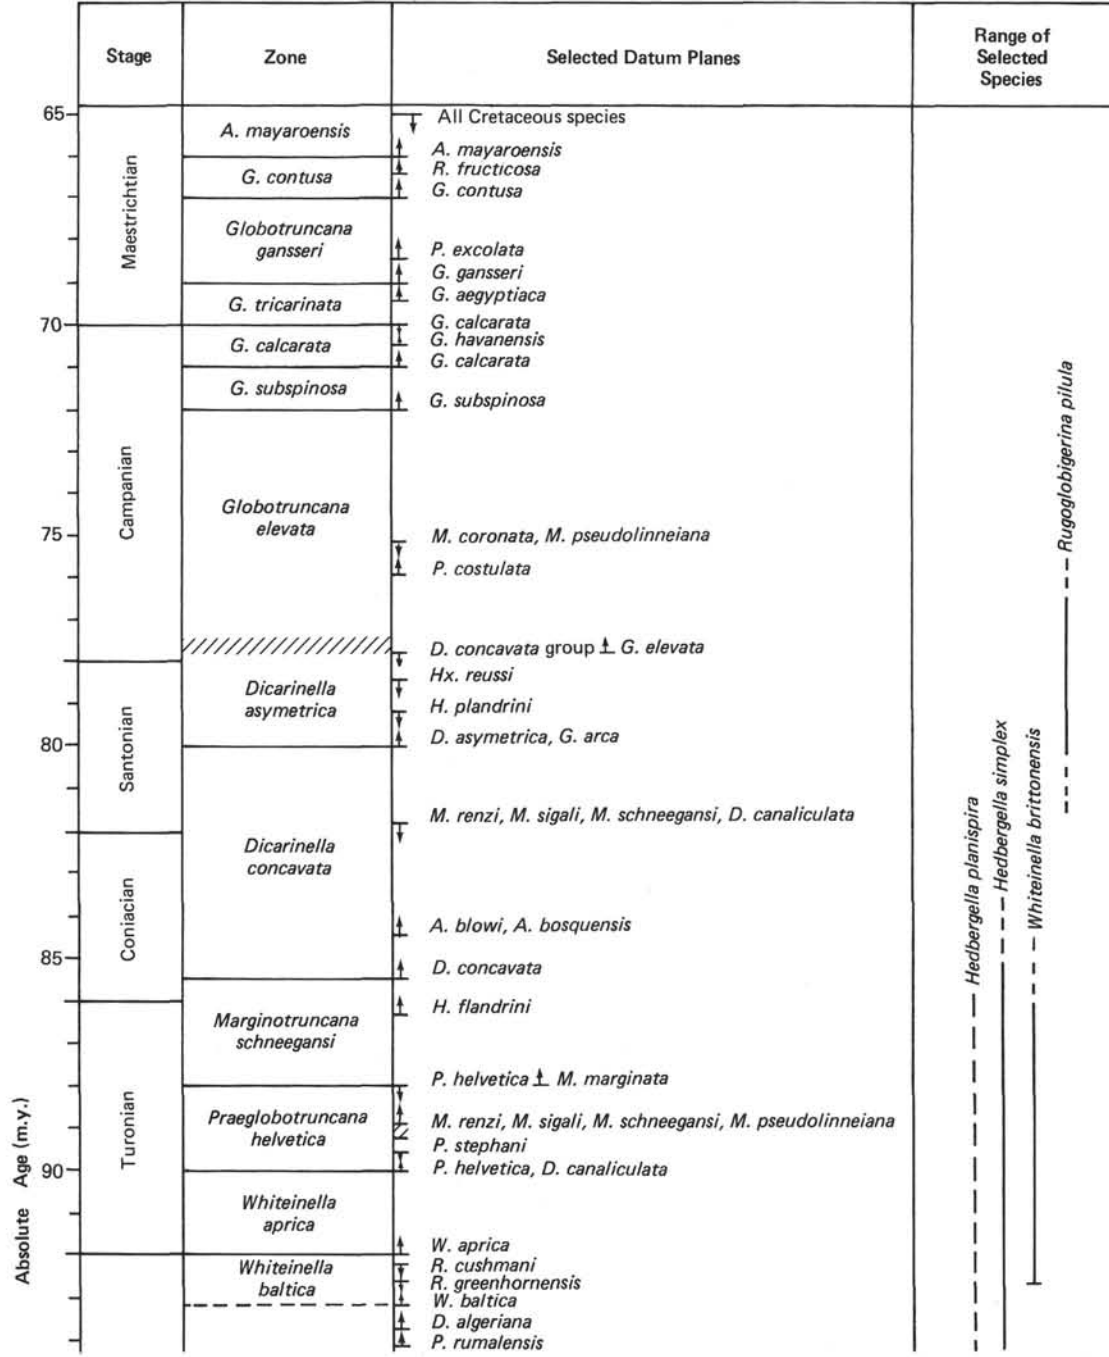 Stage
Zone
Selected Datum Planes
Range of
Selected
Species
65
70
75
80
85
90
Absolute Age (m.y.)
Maestrichtian
Campanian
Santonian
Coniacian
Turonian
A. mayaroensis
G. contusa
Globotruncana
gansseri
G. tricarinata
G. calcarata
G. subspinosa
Globotruncana
elevata
Dicarinella
asymetrica
Dicarinella
concavata
Marginotruncana
schneegansi
Praeglobotruncana
helvetica
Whiteinella
aprica
Whiteinella
baltica
All Cretaceous species
A. mayaroensis
R. fructicosa
G. contusa
P. excolata
G. gansseri
G. aegyptiaca
G. calcarata
G. havanensis
G. calcarata
G. subspinosa
M. coronata, M. pseudolinneiana
P. costulata
D. concavata group G. elevata
Hx. reussi
H. plandrini
D. asymetrica, G. arca
M. renzi, M. sigali, M. schneegansi, D. canaliculata
A. blowi, A. bosquensis
D. concavata
H. flandrini
P. helvetica M. marginata
M. renzi, M. sigali, M. schneegansi, M. pseudolinneiana
P. stephani
P. helvetica, D. canaliculata
W. aprica
R. cushmani
R. greenhornensis
W. baltica
D. algeriana
P. rumalensis
Hedbergella planispira
Hedbergella simplex
Whiteinella brittonensis
Rugoglobigerina pilula